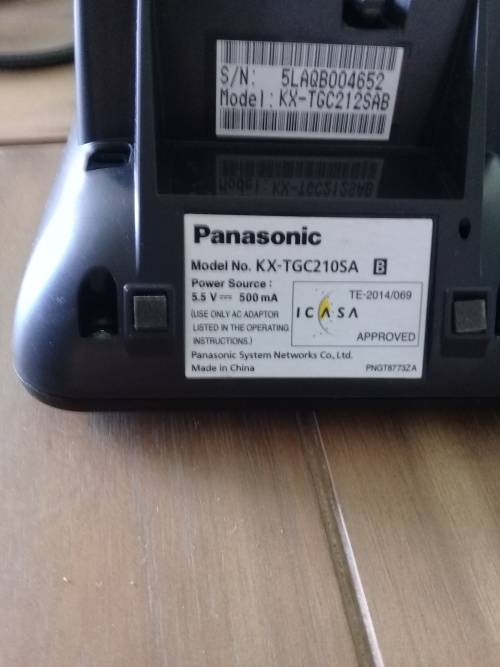 S/N: 5LAQB004652
Model: KX-TGC212SAB
Panasonic
Model No. KX-TGC210SA B
Power Source :
5.5 V ⎓ 500 mA
(USE ONLY AC ADAPTOR
LISTED IN THE OPERATING
INSTRUCTIONS.)
TE-2014/069
ICASA
APPROVED
Panasonic System Networks Co., Ltd.
Made in China
PNGT8773ZA